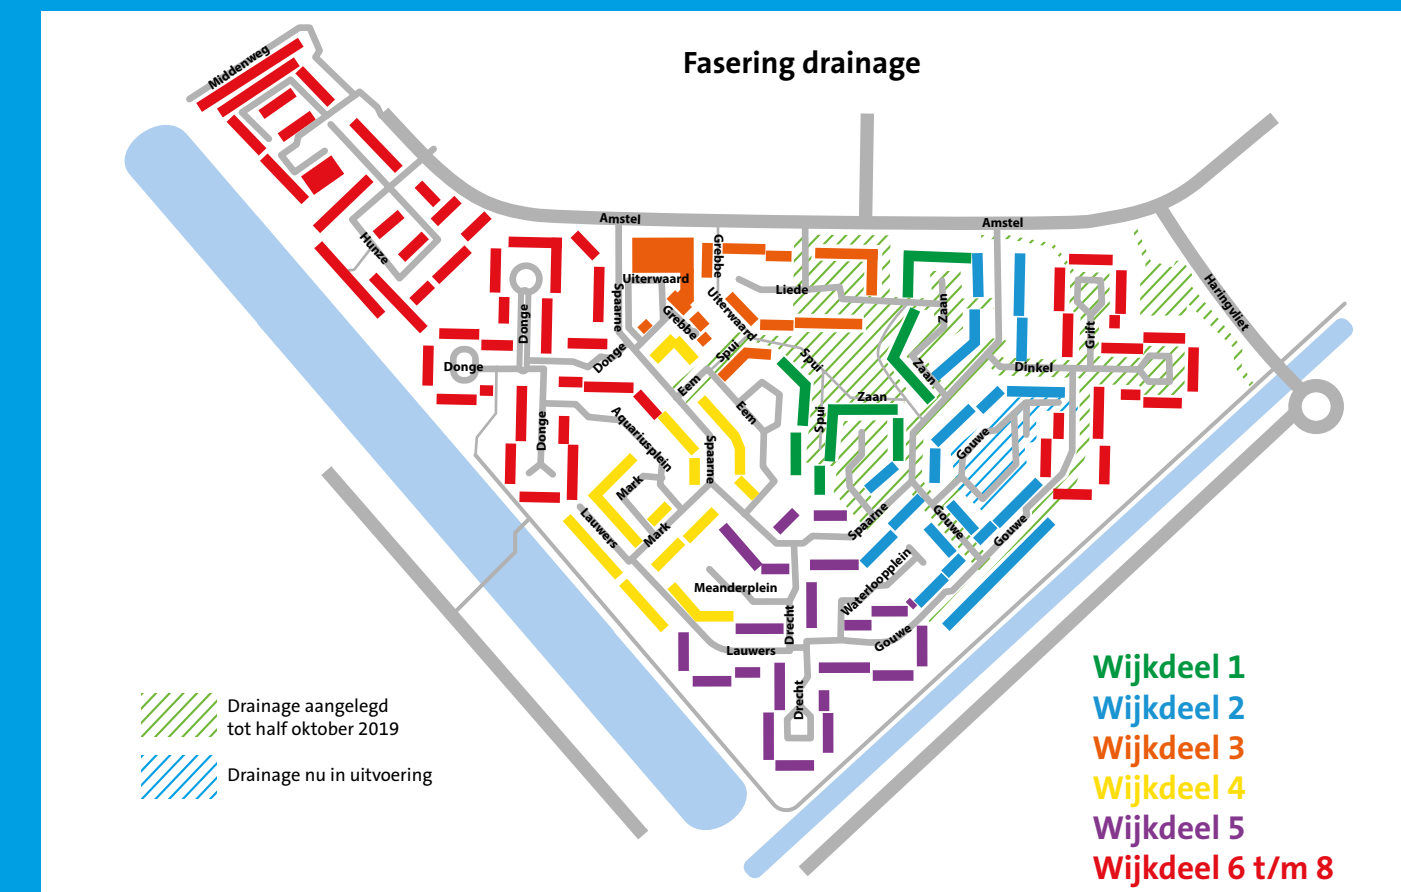 Fasering drainage
Middenweg
Amstel
Amstel
Hunze
Grebbe
Uiterwaard
Haringvliet
Liede
Spaarne
Zaan
Uiterwaard
Grebbe
Donge
Grift
Spui
Donge
Spui
Donge
Dinkel
Zaan
Eem
Zaan
Eem
Spui
Donge
Aquariusplein
Spaarne
Gouwe
Mark
Lauwers
Mark
Spaarne
Gouwe
Gouwe
Waterloopplein
Meanderplein
Drecht
Gouwe
Lauwers
Drecht
Drainage aangelegd
tot half oktober 2019
Drainage nu in uitvoering
Wijkdeel 1
Wijkdeel 2
Wijkdeel 3
Wijkdeel 4
Wijkdeel 5
Wijkdeel 6 t/m 8